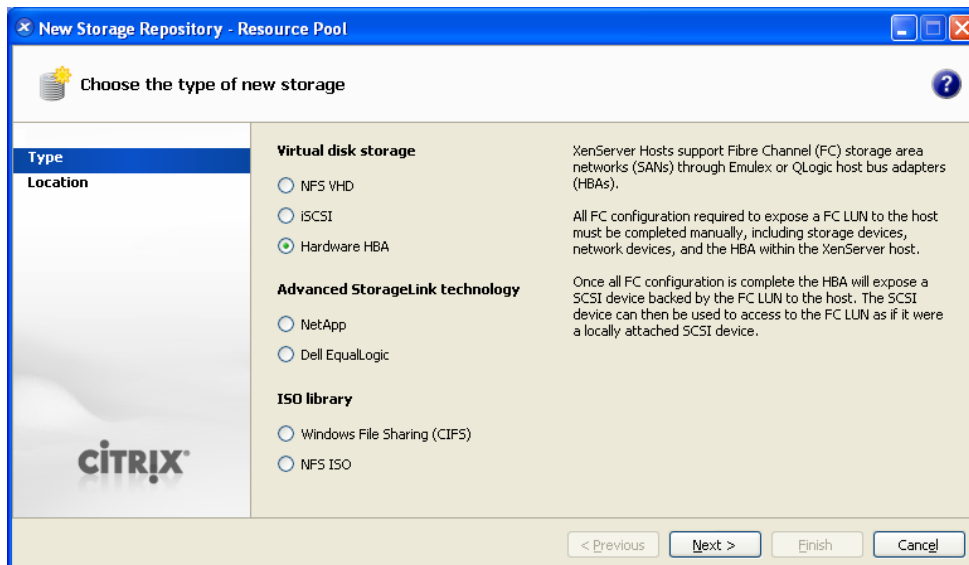 New Storage Repository - Resource Pool
Choose the type of new storage
?
Type
Location
Virtual disk storage
NFS VHD
iSCSI
Hardware HBA
Advanced StorageLink technology
NetApp
Dell EqualLogic
ISO library
Windows File Sharing (CIFS)
NFS ISO
XenServer Hosts support Fibre Channel (FC) storage area
networks (SANs) through Emulex or QLogic host bus adapters
(HBAs).
All FC configuration required to expose a FC LUN to the host
must be completed manually, including storage devices,
network devices, and the HBA within the XenServer host.
Once all FC configuration is complete the HBA will expose a
SCSI device backed by the FC LUN to the host. The SCSI
device can then be used to access to the FC LUN as if it were
a locally attached SCSI device.
CITRIX
< Previous
Next >
Finish
Cancel